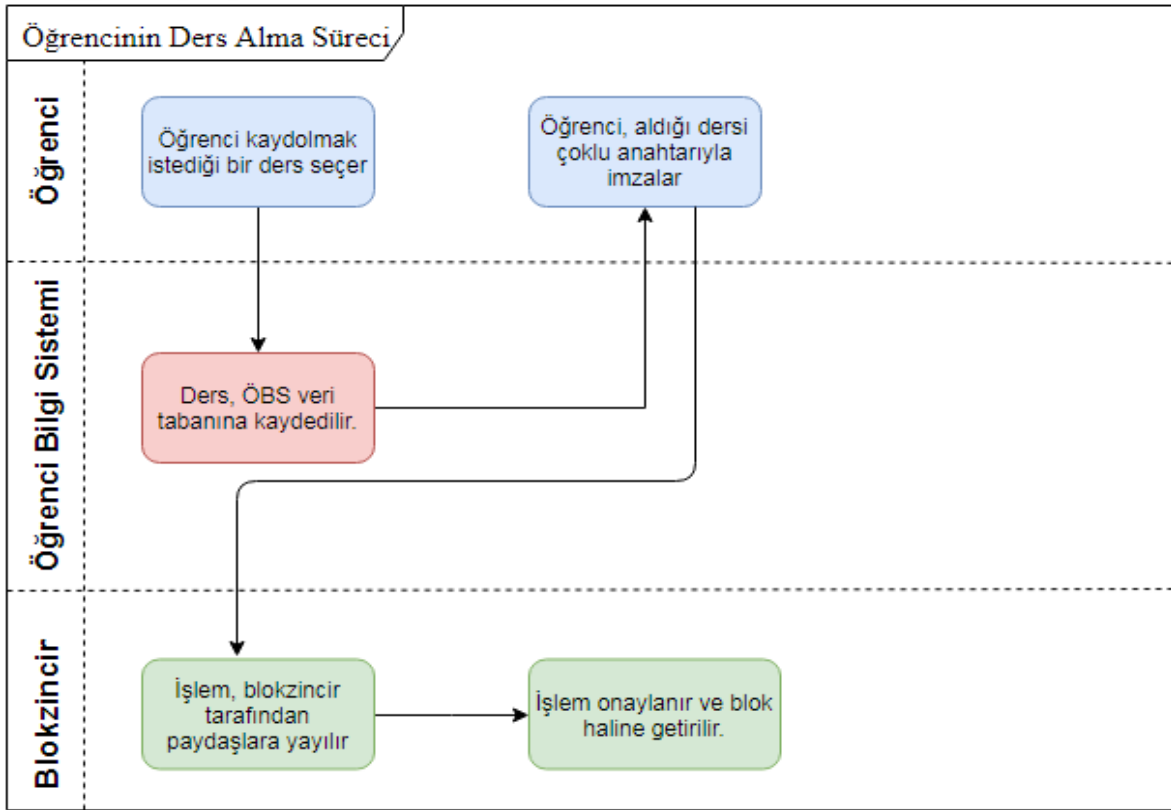 Öğrencinin Ders Alma Süreci
Öğrenci
Öğrenci kaydolmak
istediği bir ders seçer
Öğrenci, aldığı dersi
çoklu anahtarıyla
imzalar
Öğrenci Bilgi Sistemi
Ders, ÖBS veri
tabanına kaydedilir.
Blokzincir
İşlem, blokzincir
tarafından
paydaşlara yayılır
İşlem onaylanır ve blok
haline getirilir.